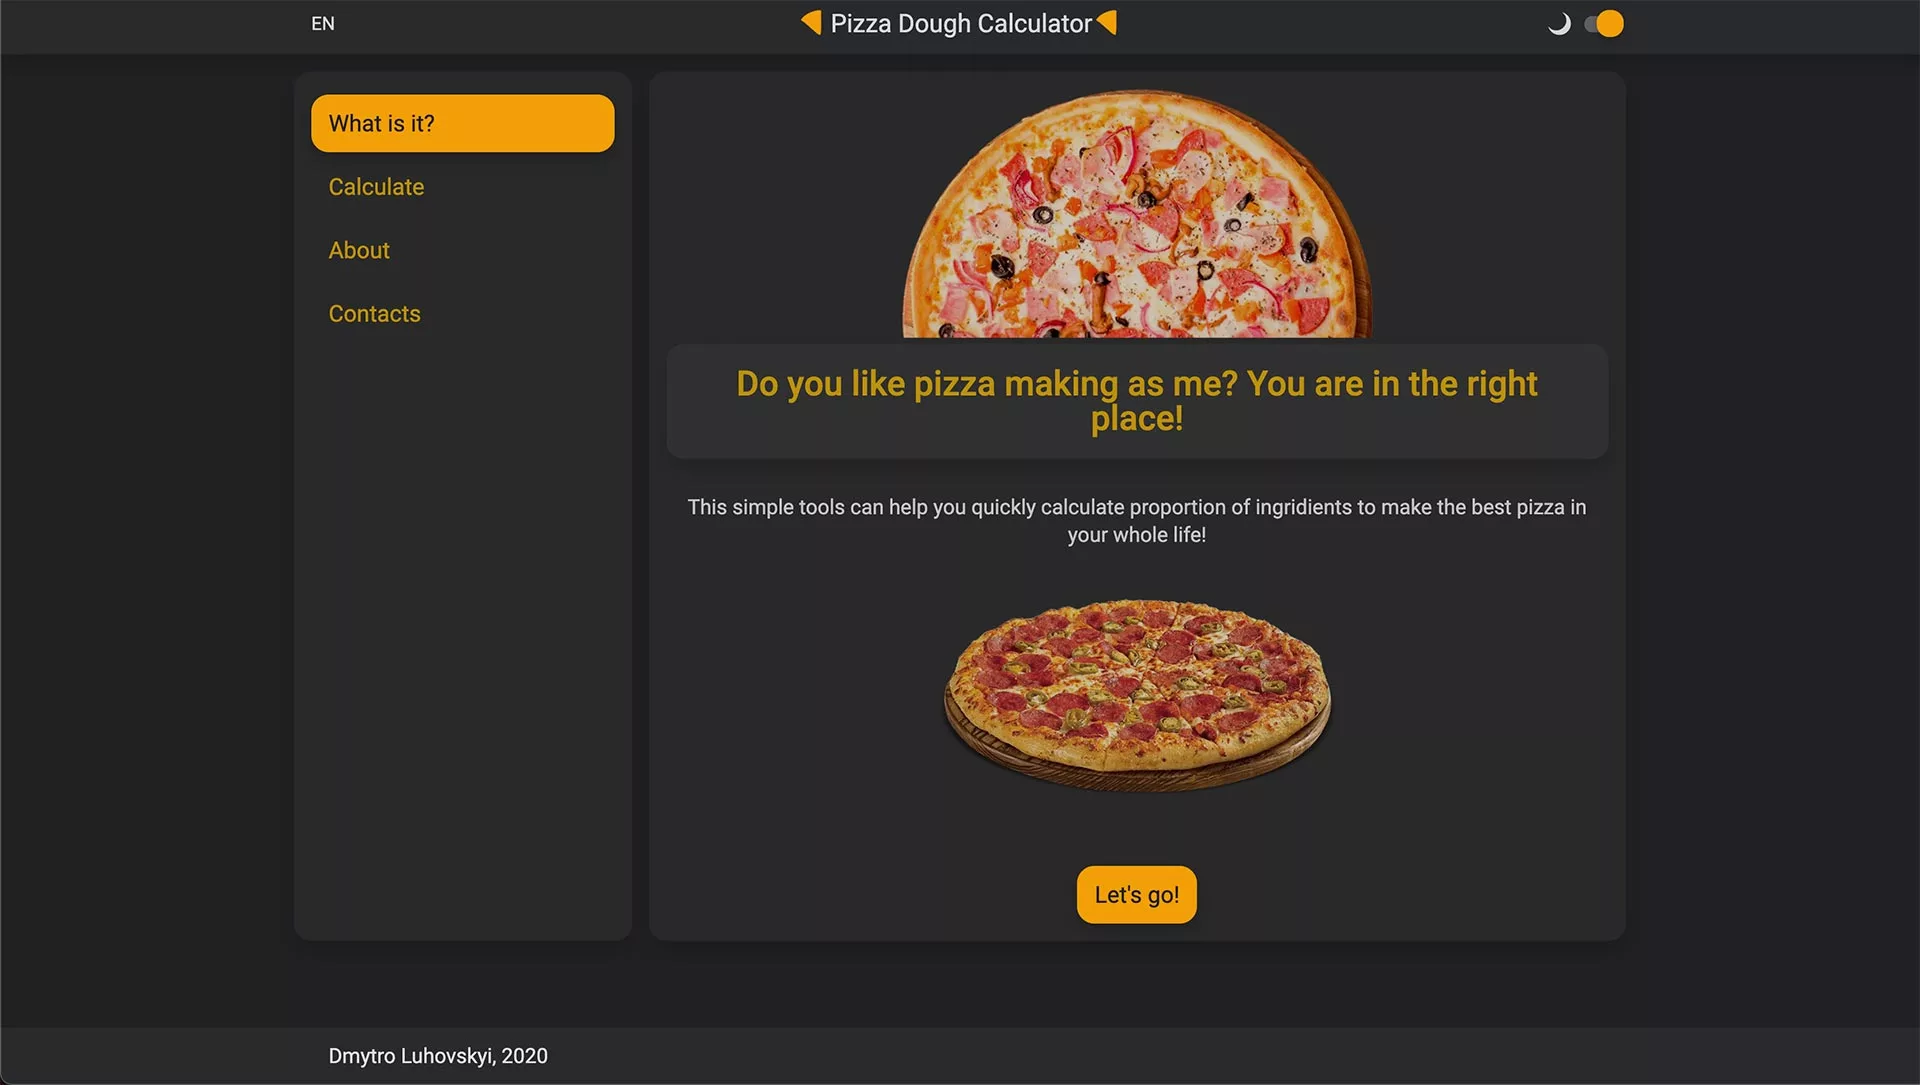 EN
Pizza Dough Calculator
What is it?
Calculate
About
Contacts
Do you like pizza making as me? You are in the right
place!
This simple tools can help you quickly calculate proportion of ingridients to make the best pizza in
your whole life!
Let's go!
Dmytro Luhovskyi, 2020